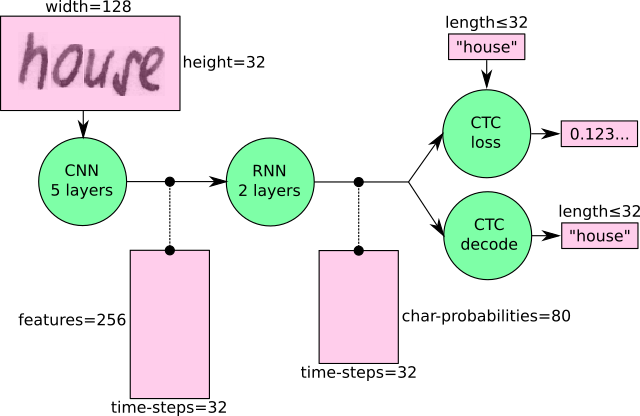 width=128
house
height=32
length≤32
"house"
CNN
5 layers
RNN
2 layers
CTC
loss
0.123...
CTC
decode
length≤32
"house"
features=256
time-steps=32
char-probabilities=80
time-steps=32